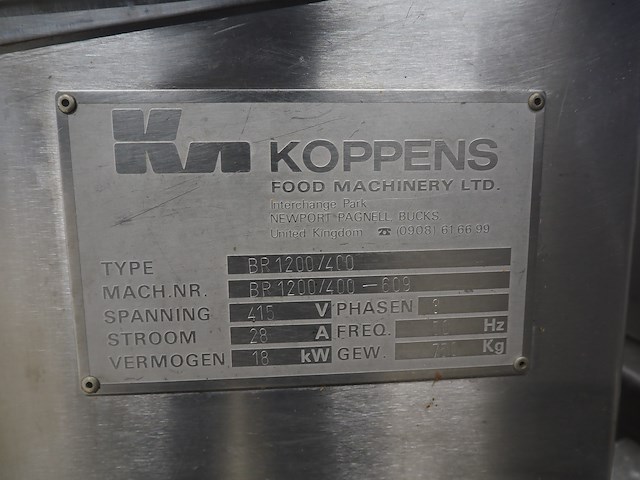 Kn KOPPENS
FOOD MACHINERY LTD.
Interchange Park
NEWPORT PAGNELL BUCKS
United Kingdom ☎ (0908) 61 66 99
TYPE BR 1200/400
MACH.NR. BR 1200/400 - 609
SPANNING 415 V PHASEN 3
STROOM 28 A FREQ. 50 Hz
VERMOGEN 18 kW GEW. Kg